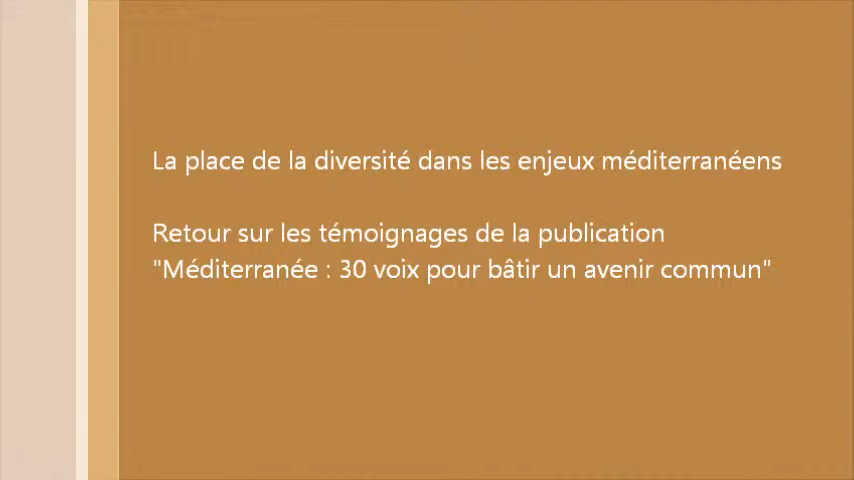 La place de la diversité dans les enjeux méditerranéens
Retour sur les témoignages de la publication
"Méditerranée : 30 voix pour bâtir un avenir commun"